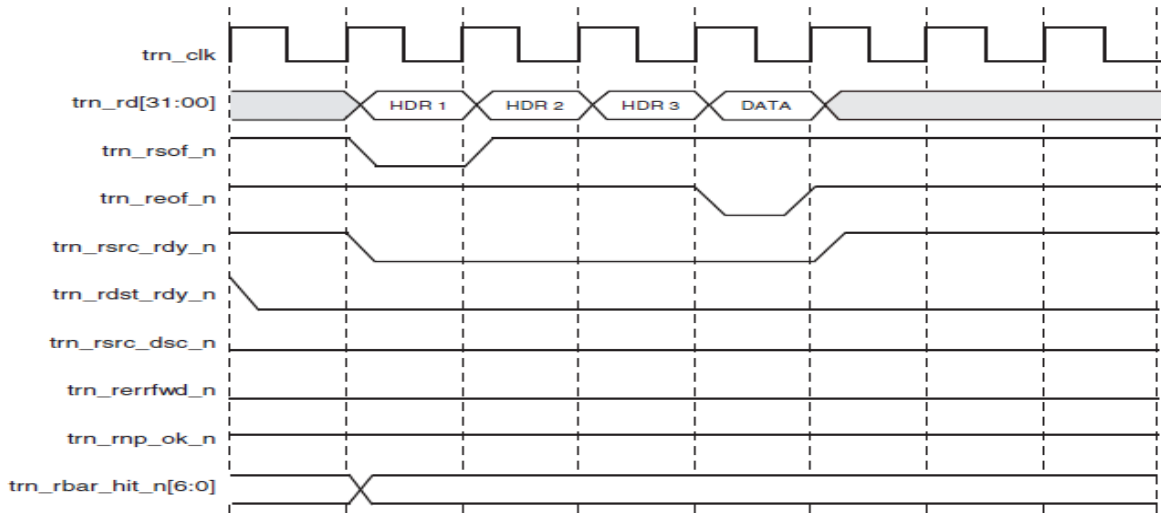 trn_clk
trn_rd[31:00] HDR 1 HDR 2 HDR 3 DATA
trn_rsof_n
trn_reof_n
trn_rsrc_rdy_n
trn_rdst_rdy_n
trn_rsrc_dsc_n
trn_rerrfwd_n
trn_rnp_ok_n
trn_rbar_hit_n[6:0]